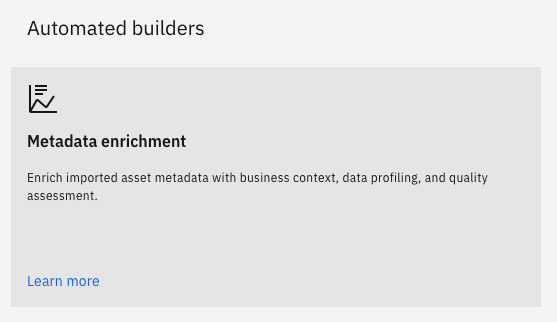 Automated builders
Metadata enrichment
Enrich imported asset metadata with business context, data profiling, and quality
assessment.
Learn more